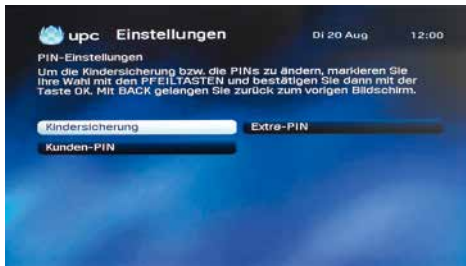 upc Einstellungen Di 20 Aug 12:00
PIN-Einstellungen
Um die Kindersicherung bzw. die PINs zu ändern, markieren Sie
Ihre Wahl mit den PFEILTASTEN und bestätigen Sie dann mit der
Taste OK. Mit BACK gelangen Sie zurück zum vorigen Bildschirm.
Kindersicherung Extra-PIN
Kunden-PIN